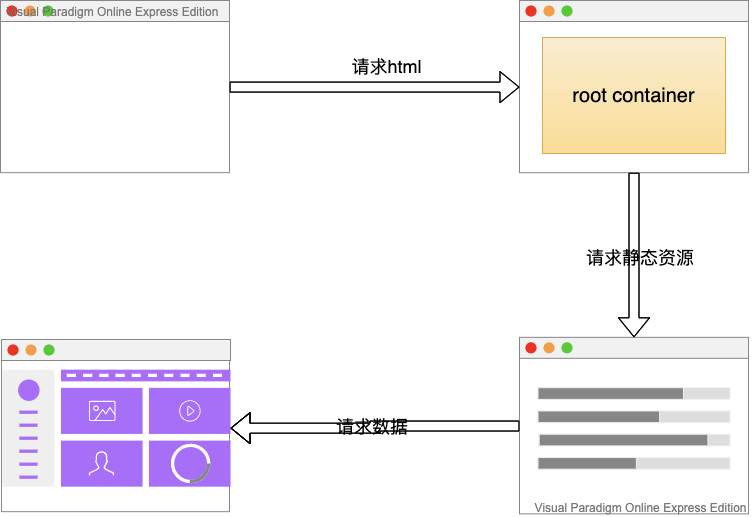 Visual Paradigm Online Express Edition
请求html
root container
请求静态资源
请求数据
Visual Paradigm Online Express Edition